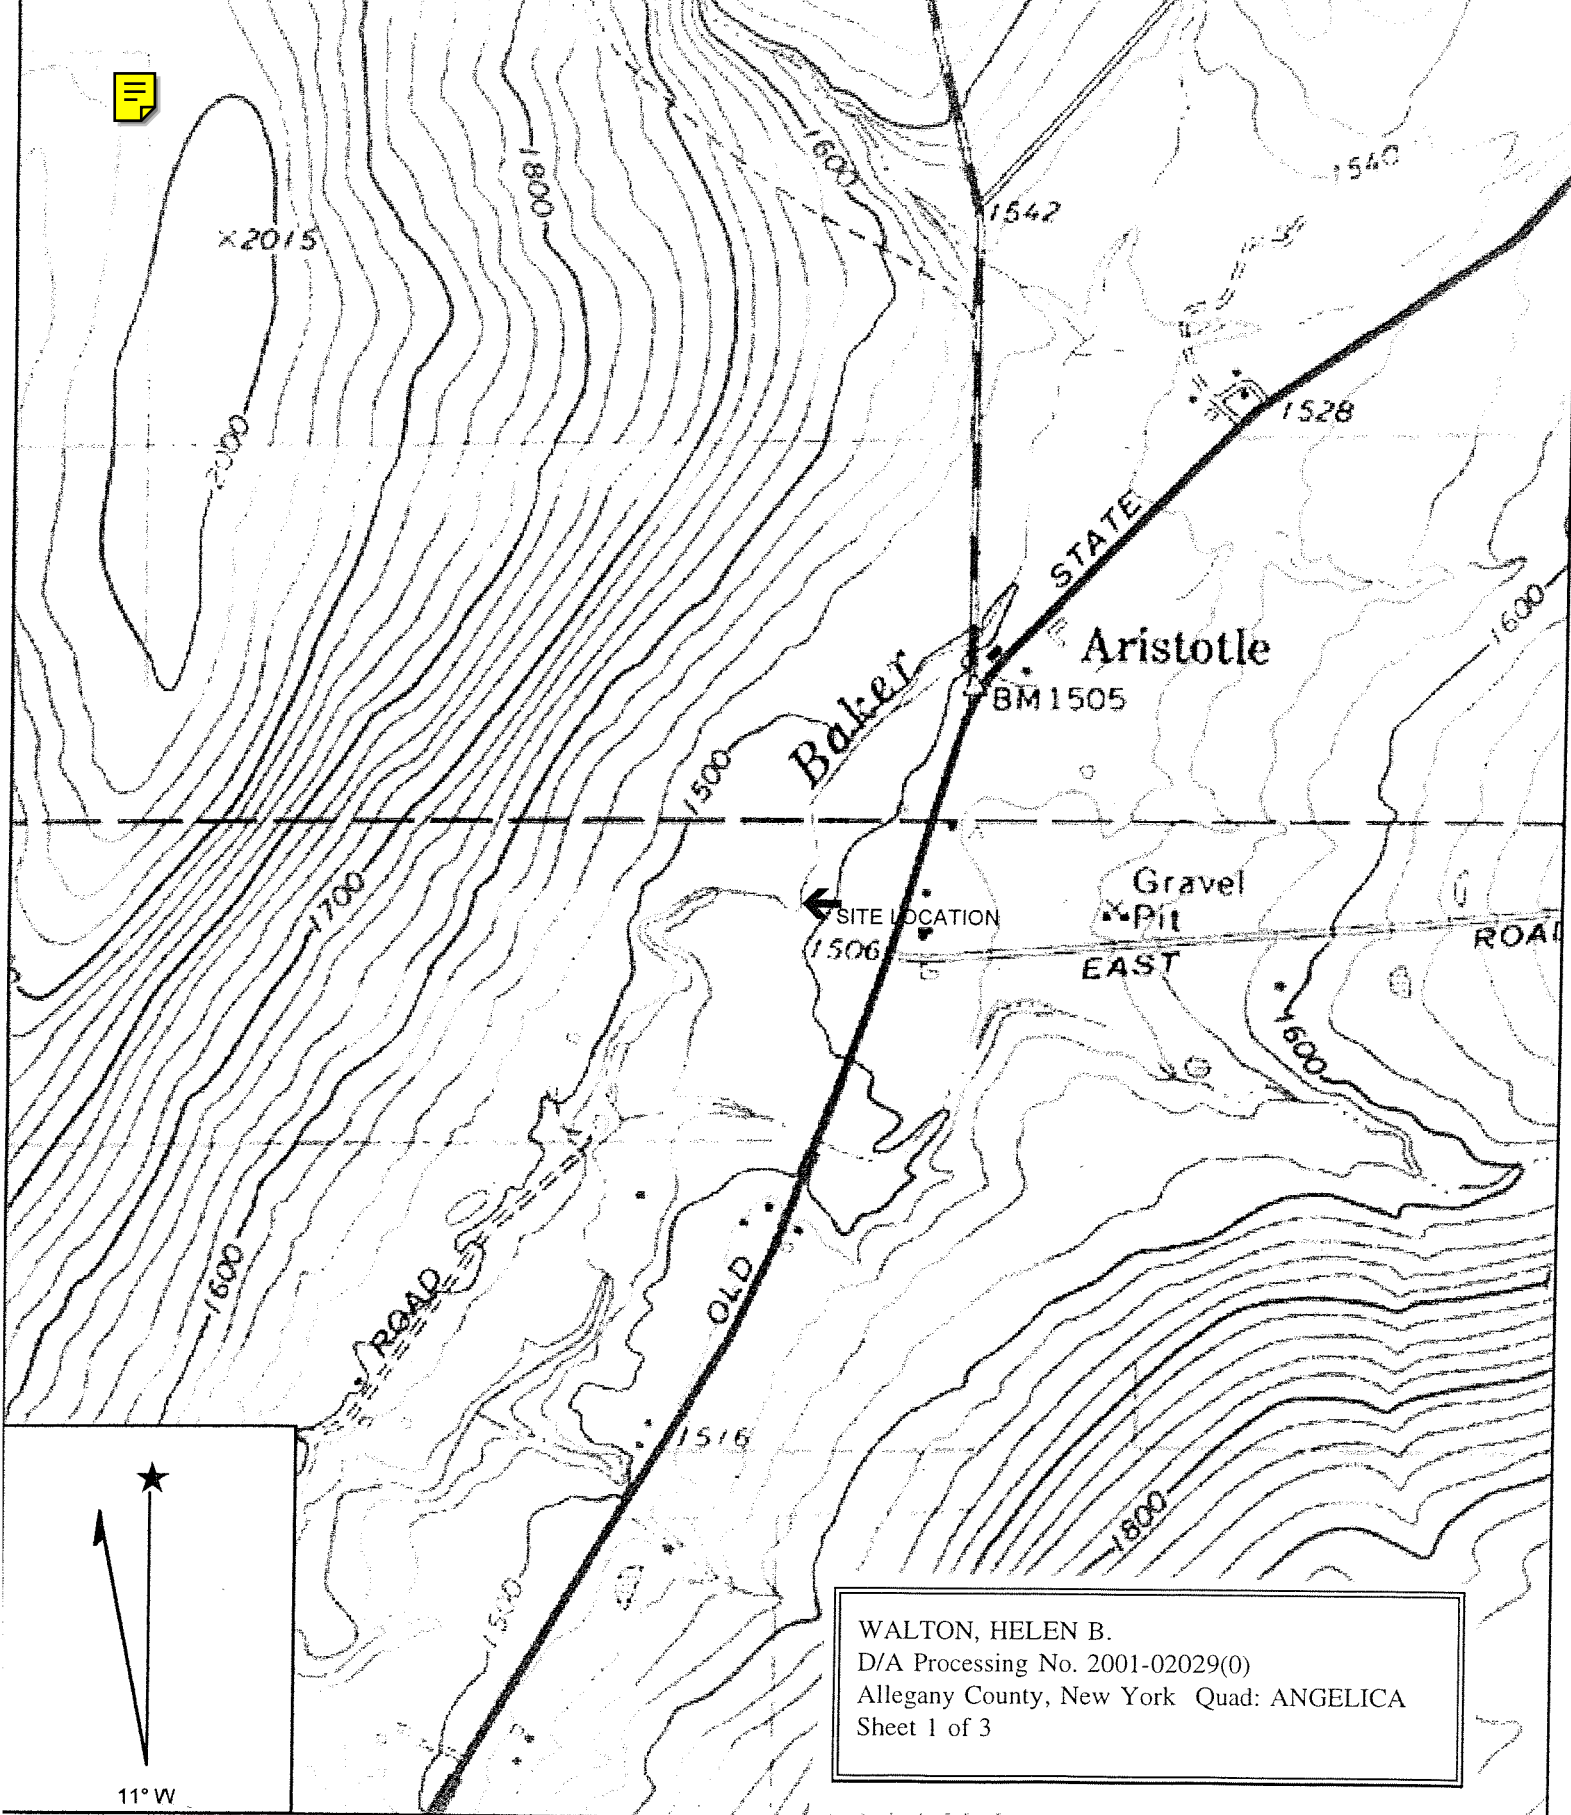 1600
1540
1800
1542
×2015
1528
2000
STATE
1600
Aristotle
Baker
BM1505
1500
Gravel
Pit
1700
SITE LOCATION
1506
EAST
ROAD
1600
1600
OLD
ROAD
1516
1800
1500
WALTON, HELEN B.
D/A Processing No. 2001-02029(0)
Allegany County, New York Quad: ANGELICA
Sheet 1 of 3
11° W